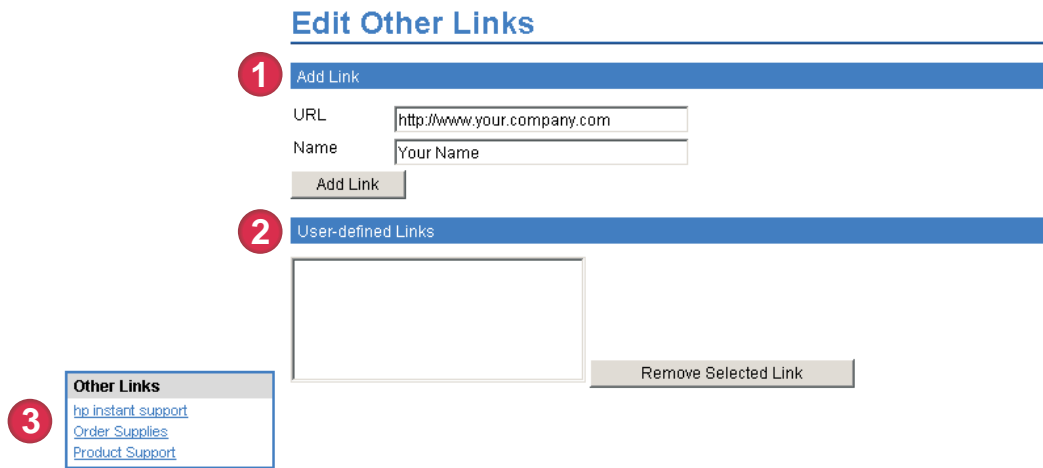 Edit Other Links
1
Add Link
URL
http://www.your.company.com
Name
Your Name
Add Link
2
User-defined Links
Remove Selected Link
3
Other Links
hp instant support
Order Supplies
Product Support